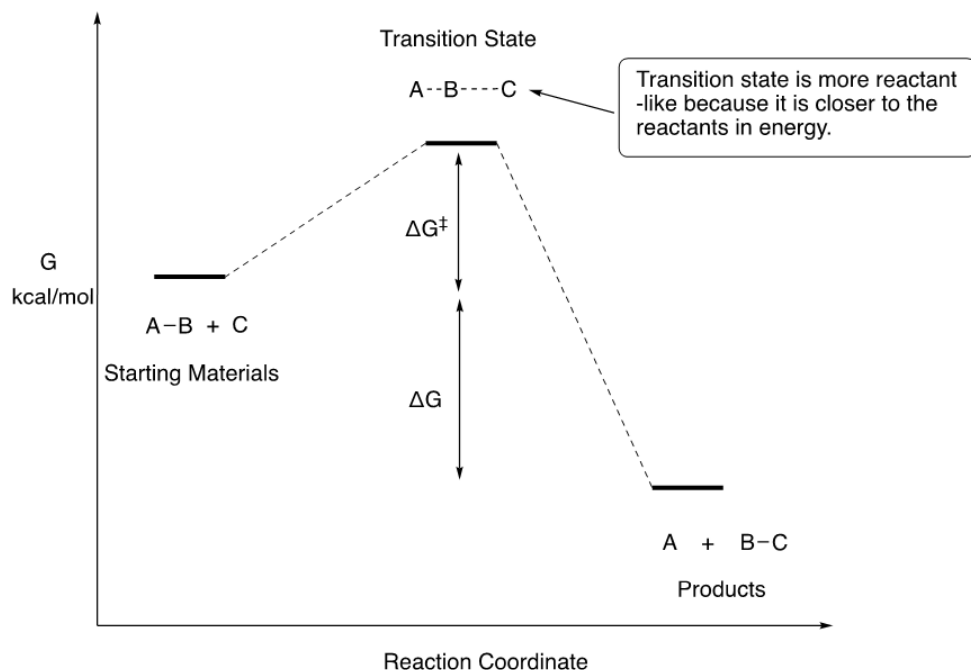 Transition State
A--B----C
Transition state is more reactant
-like because it is closer to the
reactants in energy.
ΔG‡
G
kcal/mol
A–B + C
Starting Materials
ΔG
A + B–C
Products
Reaction Coordinate